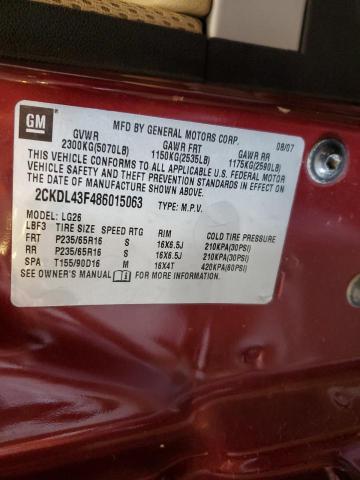 GM
MFD BY GENERAL MOTORS CORP. 08/07
GVWR GAWR FRT GAWR RR
2300KG(5070LB) 1150KG(2535LB) 1175KG(2590LB)
THIS VEHICLE CONFORMS TO ALL APPLICABLE U.S. FEDERAL MOTOR
VEHICLE SAFETY AND THEFT PREVENTION STANDARDS IN EFFECT
ON THE DATE OF MANUFACTURE SHOWN ABOVE.
2CKDL43F486015063 TYPE: M.P.V.
MODEL: LG26
LBF3 TIRE SIZE SPEED RTG RIM COLD TIRE PRESSURE
FRT P235/65R16 S 16X6.5J 210KPA(30PSI)
RR P235/65R16 S 16X6.5J 210KPA(30PSI)
SPA T155/90D16 M 16X4T 420KPA(60PSI)
SEE OWNER'S MANUAL FOR MORE INFORMATION.